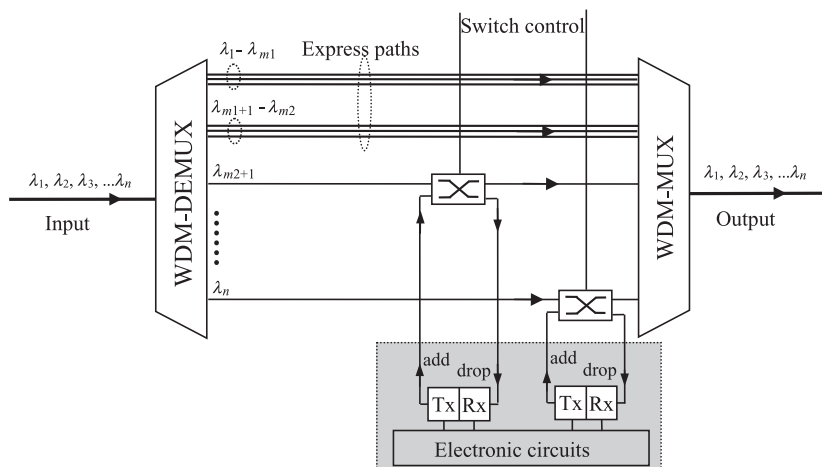 Switch control
λ1 – λm1
Express paths
λm1+1 – λm2
λm2+1
λ1, λ2, λ3, ...λn
Input
WDM-DEMUX
WDM-MUX
λ1, λ2, λ3, ...λn
Output
λn
add
drop
add
drop
Tx
Rx
Tx
Rx
Electronic circuits